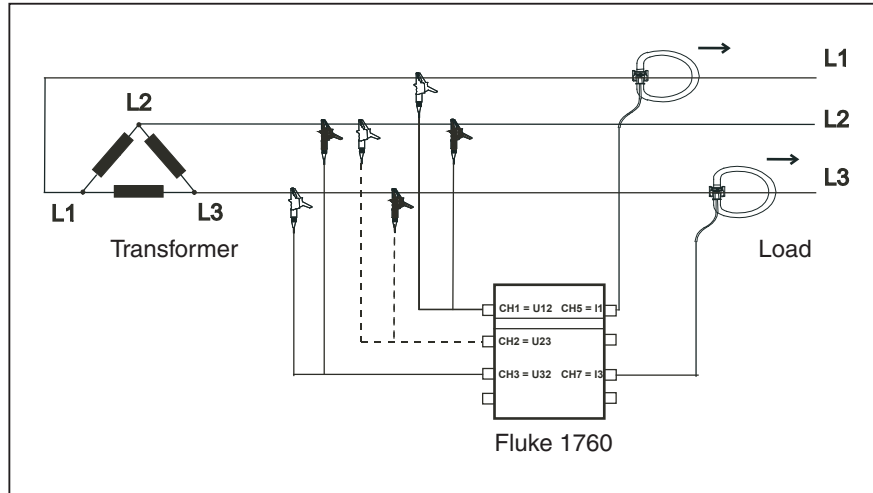 L1
L2
L2
L3
L1
L3
Transformer
Load
CH1 = U12 CH5 = I1
CH2 = U23
CH3 = U32 CH7 = I3
Fluke 1760